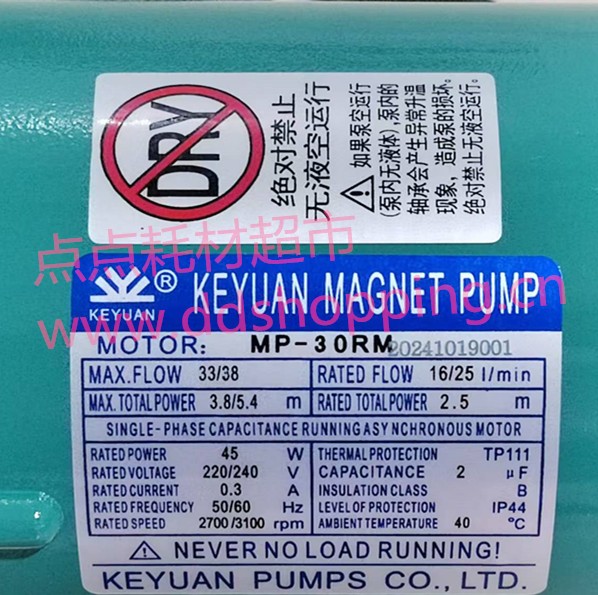 DRY
绝对禁止
无液空运行
如果泵空运行
(泵内无液体),泵内的
轴承会产生异常升温
现象,造成泵的损坏。
绝对禁止无液空运行。
点点耗材超市
www.ddshopping.cn
KEYUAN
® KEYUAN MAGNET PUMP
MOTOR: MP-30RM 20241019001
MAX.FLOW 33/38 RATED FLOW 16/25 l/min
MAX.TOTALPOWER 3.8/5.4 m RATED TOTALPOWER 2.5 m
SINGLE-PHASE CAPACITANCE RUNNING ASY NCHRONOUS MOTOR
RATED POWER 45 W THERMAL PROTECTION TP111
RATED VOLTAGE 220/240 V CAPACITANCE 2 μF
RATED CURRENT 0.3 A INSULATION CLASS B
RATED FREQUENCY 50/60 Hz LEVEL OF PROTECTION IP44
RATED SPEED 2700/3100 rpm AMBIENT TEMPERATURE 40 °C
NEVER NO LOAD RUNNING!
KEYUAN PUMPS CO., LTD.